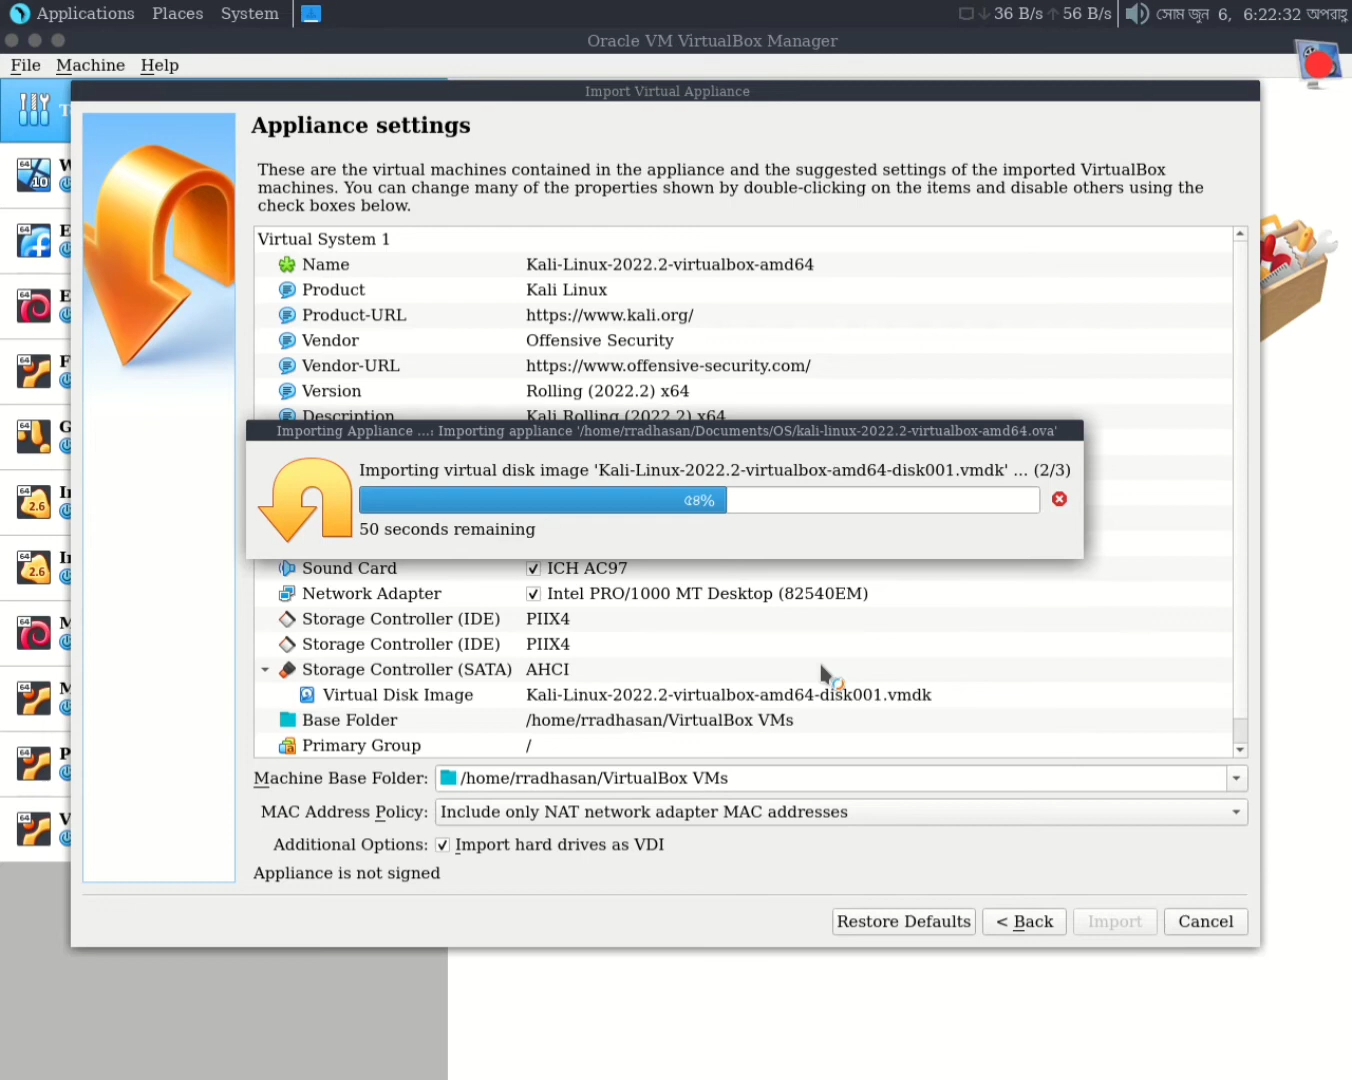 Applications Places System
36 B/s 56 B/s সোম জুন 6, 6:22:32 অপরাহ্ণ
Oracle VM VirtualBox Manager
File Machine Help
Import Virtual Appliance
Appliance settings
These are the virtual machines contained in the appliance and the suggested settings of the imported VirtualBox
machines. You can change many of the properties shown by double-clicking on the items and disable others using the
check boxes below.
Virtual System 1
Name Kali-Linux-2022.2-virtualbox-amd64
Product Kali Linux
Product-URL https://www.kali.org/
Vendor Offensive Security
Vendor-URL https://www.offensive-security.com/
Version Rolling (2022.2) x64
Description Kali Rolling (2022.2) x64
Importing Appliance ...: Importing appliance '/home/rradhasan/Documents/OS/kali-linux-2022.2-virtualbox-amd64.ova'
Importing virtual disk image 'Kali-Linux-2022.2-virtualbox-amd64-disk001.vmdk' ... (2/3)
50 seconds remaining
Sound Card ICH AC97
Network Adapter Intel PRO/1000 MT Desktop (82540EM)
Storage Controller (IDE) PIIX4
Storage Controller (IDE) PIIX4
Storage Controller (SATA) AHCI
Virtual Disk Image Kali-Linux-2022.2-virtualbox-amd64-disk001.vmdk
Base Folder /home/rradhasan/VirtualBox VMs
Primary Group /
Machine Base Folder: /home/rradhasan/VirtualBox VMs
MAC Address Policy: Include only NAT network adapter MAC addresses
Additional Options: Import hard drives as VDI
Appliance is not signed
Restore Defaults < Back Import Cancel